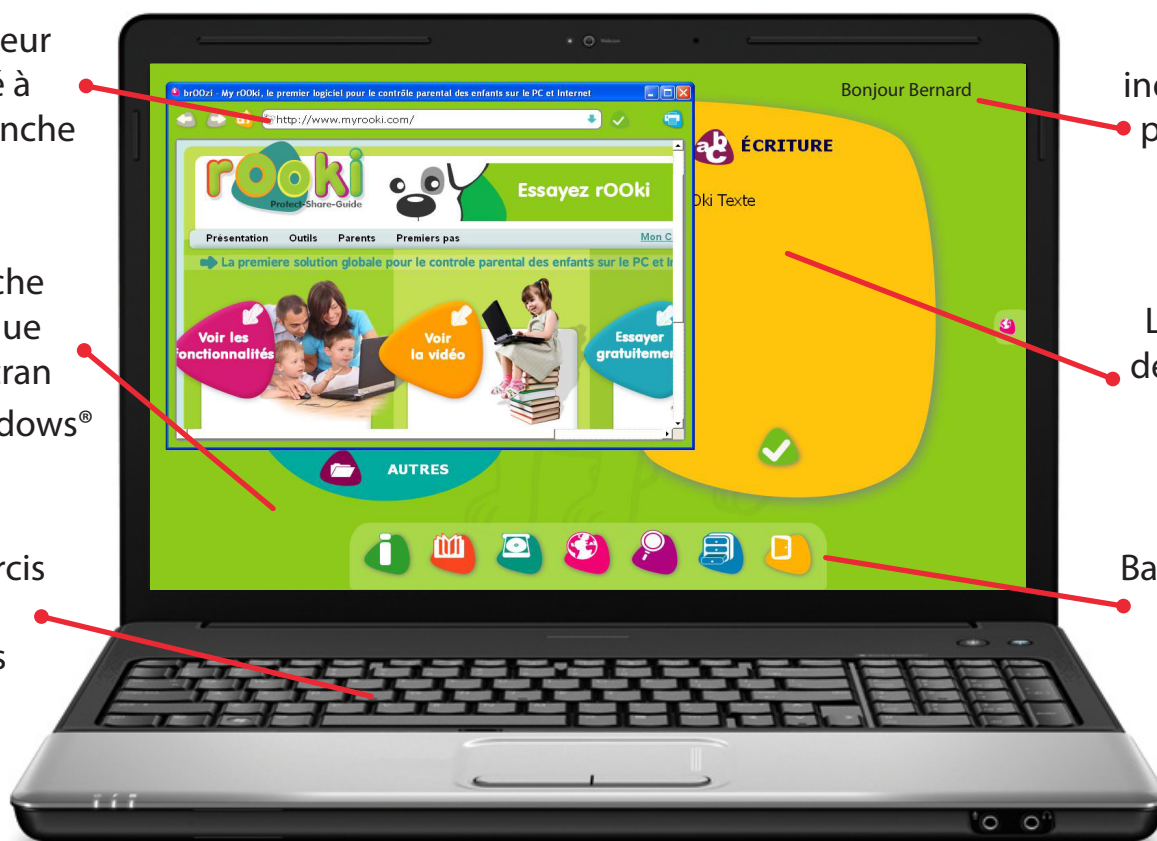 eur
é à
nche
che
ue
ran
dows®
rcis
s
brOOzi - My rOOki, le premier logiciel pour le contrôle parental des enfants sur le PC et Internet
http://www.myrooki.com/
rOOki
Protect-Share-Guide
Essayez rOOki
Présentation Outils Parents Premiers pas Mon C
La premiere solution globale pour le controle parental des enfants sur le PC et In
Voir les
fonctionnalités
Voir
la vidéo
Essayer
gratuitemen
AUTRES
Bonjour Bernard
abc ÉCRITURE
Oki Texte
inc
p
L
de
Ba